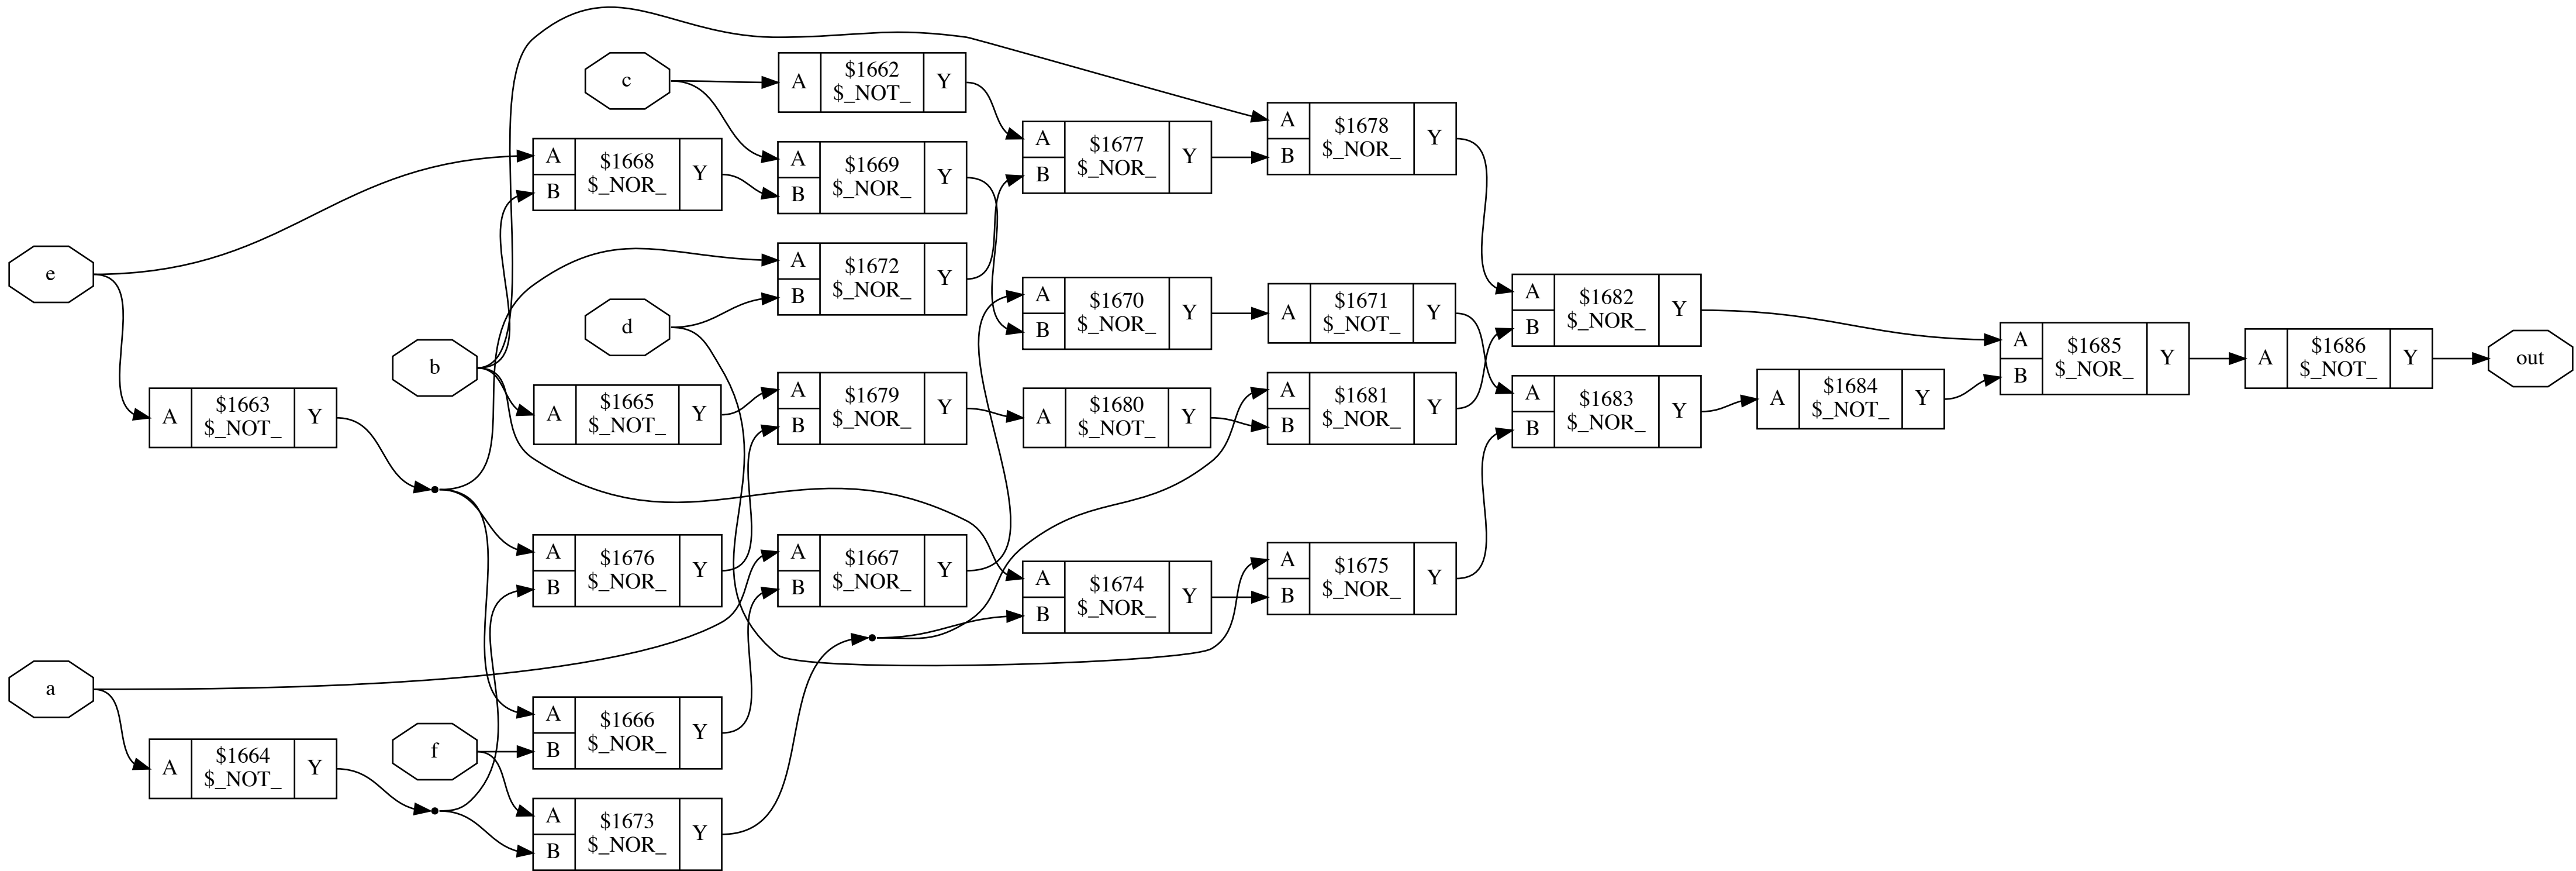 c
A
$1662
$_NOT_
Y
A
B
$1678
$_NOR_
Y
A
B
$1677
$_NOR_
Y
A
B
$1668
$_NOR_
Y
A
B
$1669
$_NOR_
Y
e
A
B
$1672
$_NOR_
Y
d
A
B
$1670
$_NOR_
Y
A
$1671
$_NOT_
Y
A
B
$1682
$_NOR_
Y
b
A
B
$1685
$_NOR_
Y
A
$1686
$_NOT_
Y
out
A
$1663
$_NOT_
Y
A
$1665
$_NOT_
Y
A
B
$1679
$_NOR_
Y
A
$1680
$_NOT_
Y
A
B
$1681
$_NOR_
Y
A
B
$1683
$_NOR_
Y
A
$1684
$_NOT_
Y
A
B
$1676
$_NOR_
Y
A
B
$1667
$_NOR_
Y
A
B
$1674
$_NOR_
Y
A
B
$1675
$_NOR_
Y
a
A
$1664
$_NOT_
Y
f
A
B
$1666
$_NOR_
Y
A
B
$1673
$_NOR_
Y